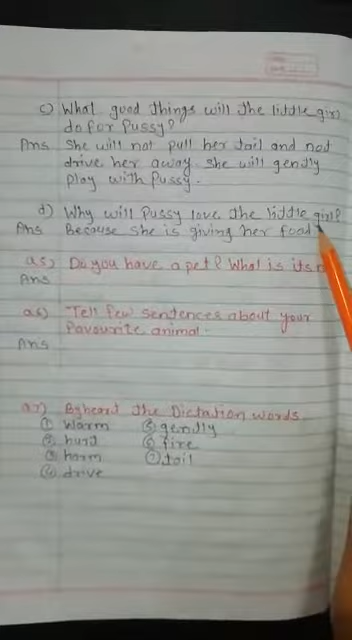 c) What good things will the little girl
do for Pussy?
Ans She will not pull her tail and not
drive her away. She will gently
play with Pussy.
d) Why will Pussy love the little girl?
Ans Because she is giving her food
Q5) Do you have a pet? What is its
Ans
Q6) Tell few sentences about your
favourite animal.
Ans
Q7) Byheart the Dictation words
① warm ⑤ gently
② hurt ⑥ fire
③ harm ⑦ tail
④ drive